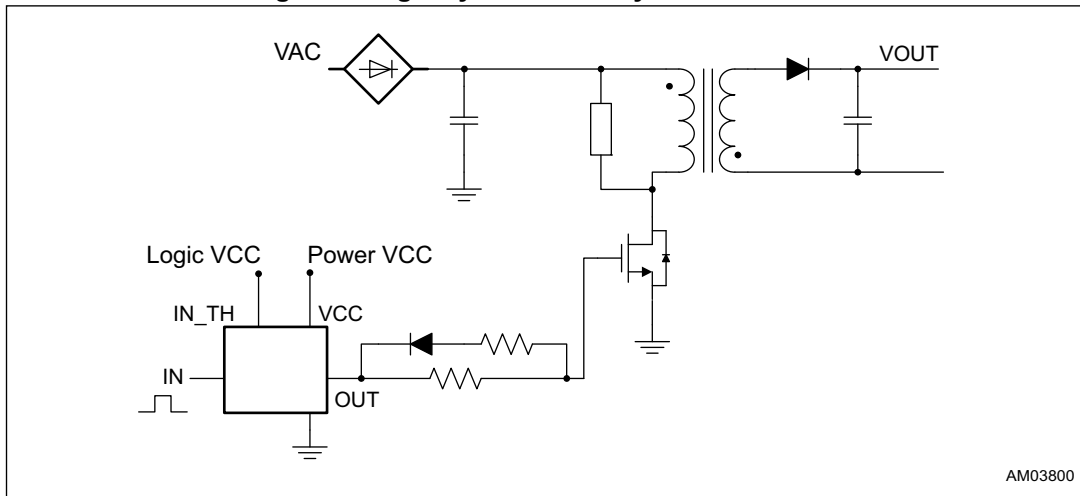 VAC
VOUT
Logic VCC
Power VCC
IN_TH
VCC
IN
OUT
AM03800